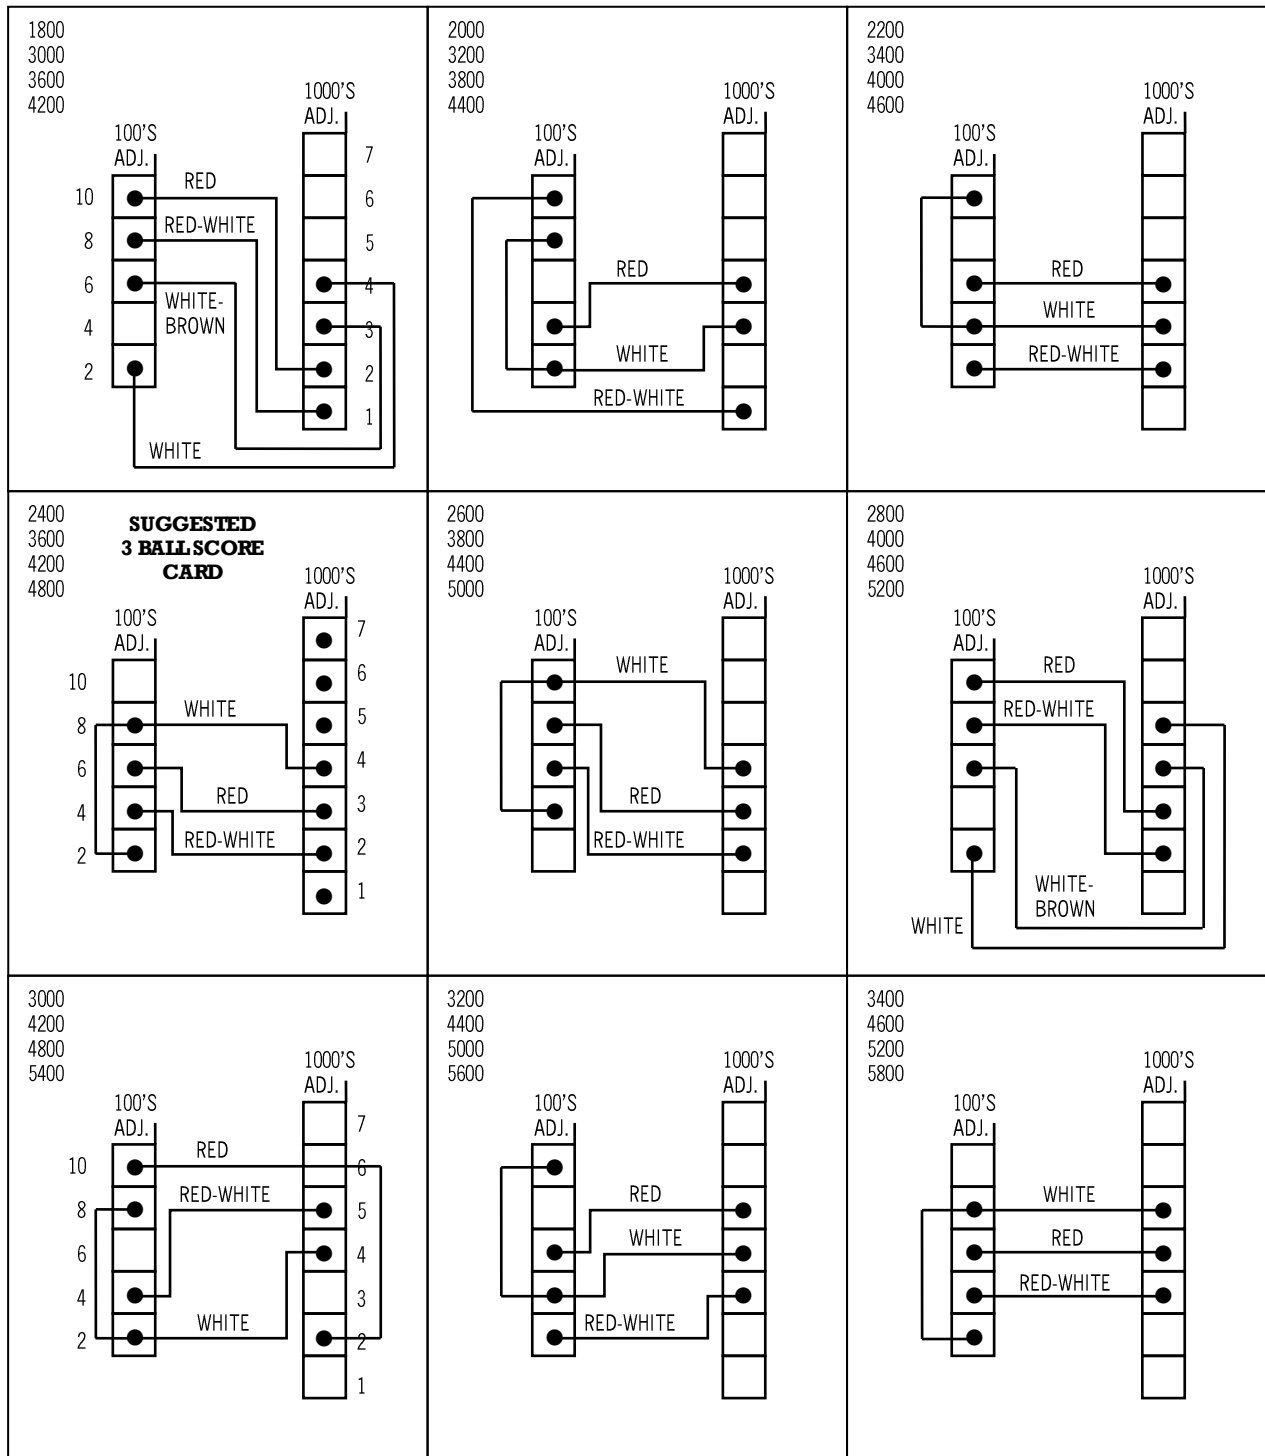 1800
3000
3600
4200
100'S
ADJ.
1000'S
ADJ.
10
8
6
4
2
7
6
5
4
3
2
1
RED
RED-WHITE
WHITE-
BROWN
WHITE
2000
3200
3800
4400
100'S
ADJ.
1000'S
ADJ.
RED
WHITE
RED-WHITE
2200
3400
4000
4600
100'S
ADJ.
1000'S
ADJ.
RED
WHITE
RED-WHITE
2400
3600
4200
4800
SUGGESTED
3 BALL SCORE
CARD
100'S
ADJ.
1000'S
ADJ.
10
8
6
4
2
7
6
5
4
3
2
1
WHITE
RED
RED-WHITE
2600
3800
4400
5000
100'S
ADJ.
1000'S
ADJ.
WHITE
RED
RED-WHITE
2800
4000
4600
5200
100'S
ADJ.
1000'S
ADJ.
RED
RED-WHITE
WHITE-
BROWN
WHITE
3000
4200
4800
5400
100'S
ADJ.
1000'S
ADJ.
10
8
6
4
2
7
6
5
4
3
2
1
RED
RED-WHITE
WHITE
3200
4400
5000
5600
100'S
ADJ.
1000'S
ADJ.
RED
WHITE
RED-WHITE
3400
4600
5200
5800
100'S
ADJ.
1000'S
ADJ.
WHITE
RED
RED-WHITE